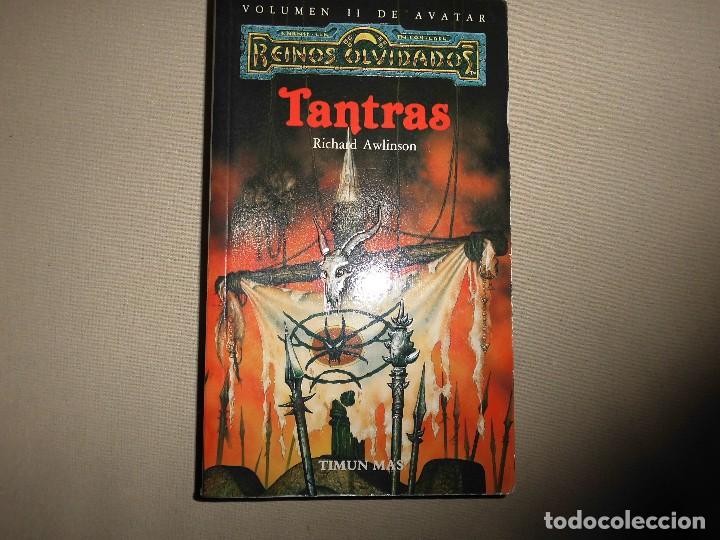 VOLUMEN II DE AVATAR
REINOS OLVIDADOS
Tantras
Richard Awlinson
TIMUN MAS
todocoleccion